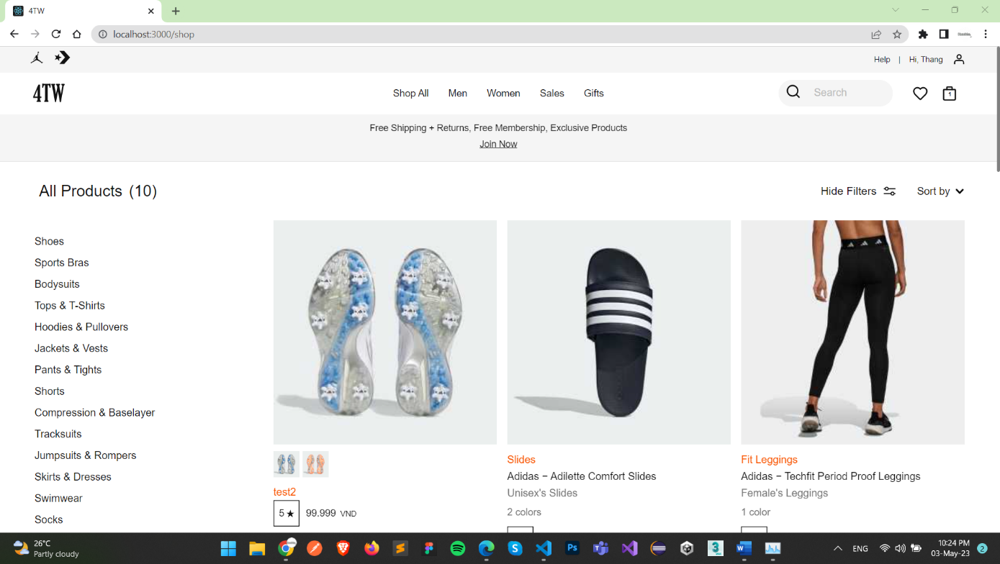 4TW
localhost:3000/shop
Help | Hi, Thang
4TW
Shop All Men Women Sales Gifts
Search
1
Free Shipping + Returns, Free Membership, Exclusive Products
Join Now
All Products (10)
Hide Filters
Sort by
Shoes
Sports Bras
Bodysuits
Tops & T-Shirts
Hoodies & Pullovers
Jackets & Vests
Pants & Tights
Shorts
Compression & Baselayer
Tracksuits
Jumpsuits & Rompers
Skirts & Dresses
Swimwear
Socks
test2
5 ★ 99.999 VND
Slides
Adidas – Adilette Comfort Slides
Unisex's Slides
2 colors
Fit Leggings
Adidas – Techfit Period Proof Leggings
Female's Leggings
1 color
26°C
Partly cloudy
ENG
10:24 PM
03-May-23
2